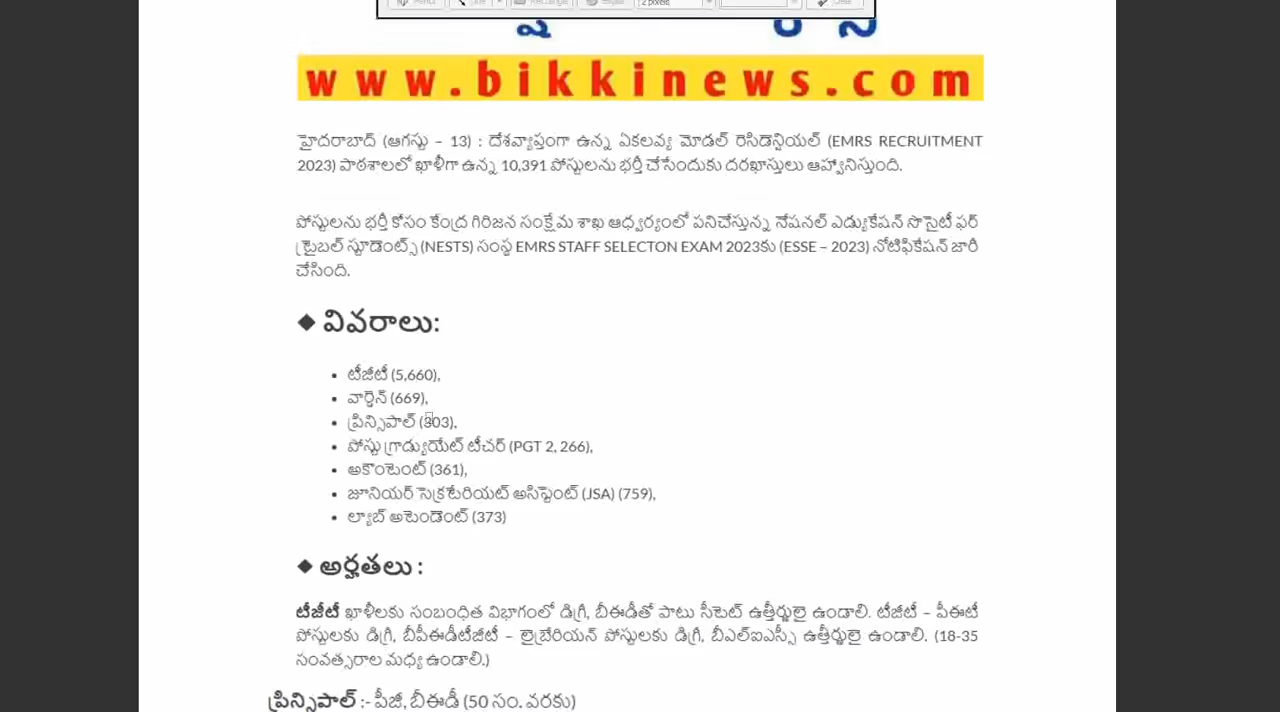 www.bikkinews.com
హైదరాబాద్ (ఆగస్టు – 13) : దేశవ్యాప్తంగా ఉన్న ఏకలవ్య మోడల్ రెసిడెన్షియల్ (EMRS RECRUITMENT
2023) పాఠశాలలో ఖాళీగా ఉన్న 10,391 పోస్టులను భర్తీ చేసేందుకు దరఖాస్తులు ఆహ్వానిస్తుంది.
పోస్టులను భర్తీ కోసం కేంద్ర గిరిజన సంక్షేమ శాఖ ఆధ్వర్యంలో పనిచేస్తున్న నేషనల్ ఎడ్యుకేషన్ సొసైటీ ఫర్
ట్రైబల్ స్టూడెంట్స్ (NESTS) సంస్థ EMRS STAFF SELECTON EXAM 2023కు (ESSE – 2023) నోటిఫికేషన్ జారీ
చేసింది.
◆ వివరాలు:
• టీజీటీ (5,660),
• వార్డెన్ (669),
• ప్రిన్సిపాల్ (303),
• పోస్టు గ్రాడ్యుయేట్ టీచర్ (PGT 2, 266),
• అకౌంటెంట్ (361),
• జూనియర్ సెక్రటేరియట్ అసిస్టెంట్ (JSA) (759),
• ల్యాబ్ అటెండెంట్ (373)
◆ అర్హతలు :
టీజీటీ ఖాళీలకు సంబంధిత విభాగంలో డిగ్రీ, బీఈడీతో పాటు సీటెట్ ఉత్తీర్ణులై ఉండాలి. టీజీటీ – పీఈటీ
పోస్టులకు డిగ్రీ, బీపీఈడీటీజీటీ – లైబ్రేరియన్ పోస్టులకు డిగ్రీ, బీఎల్ఐఎస్సీ ఉత్తీర్ణులై ఉండాలి. (18-35
సంవత్సరాల మధ్య ఉండాలి.)
ప్రిన్సిపాల్ :- పీజీ, బీఈడీ (50 సం. వరకు)